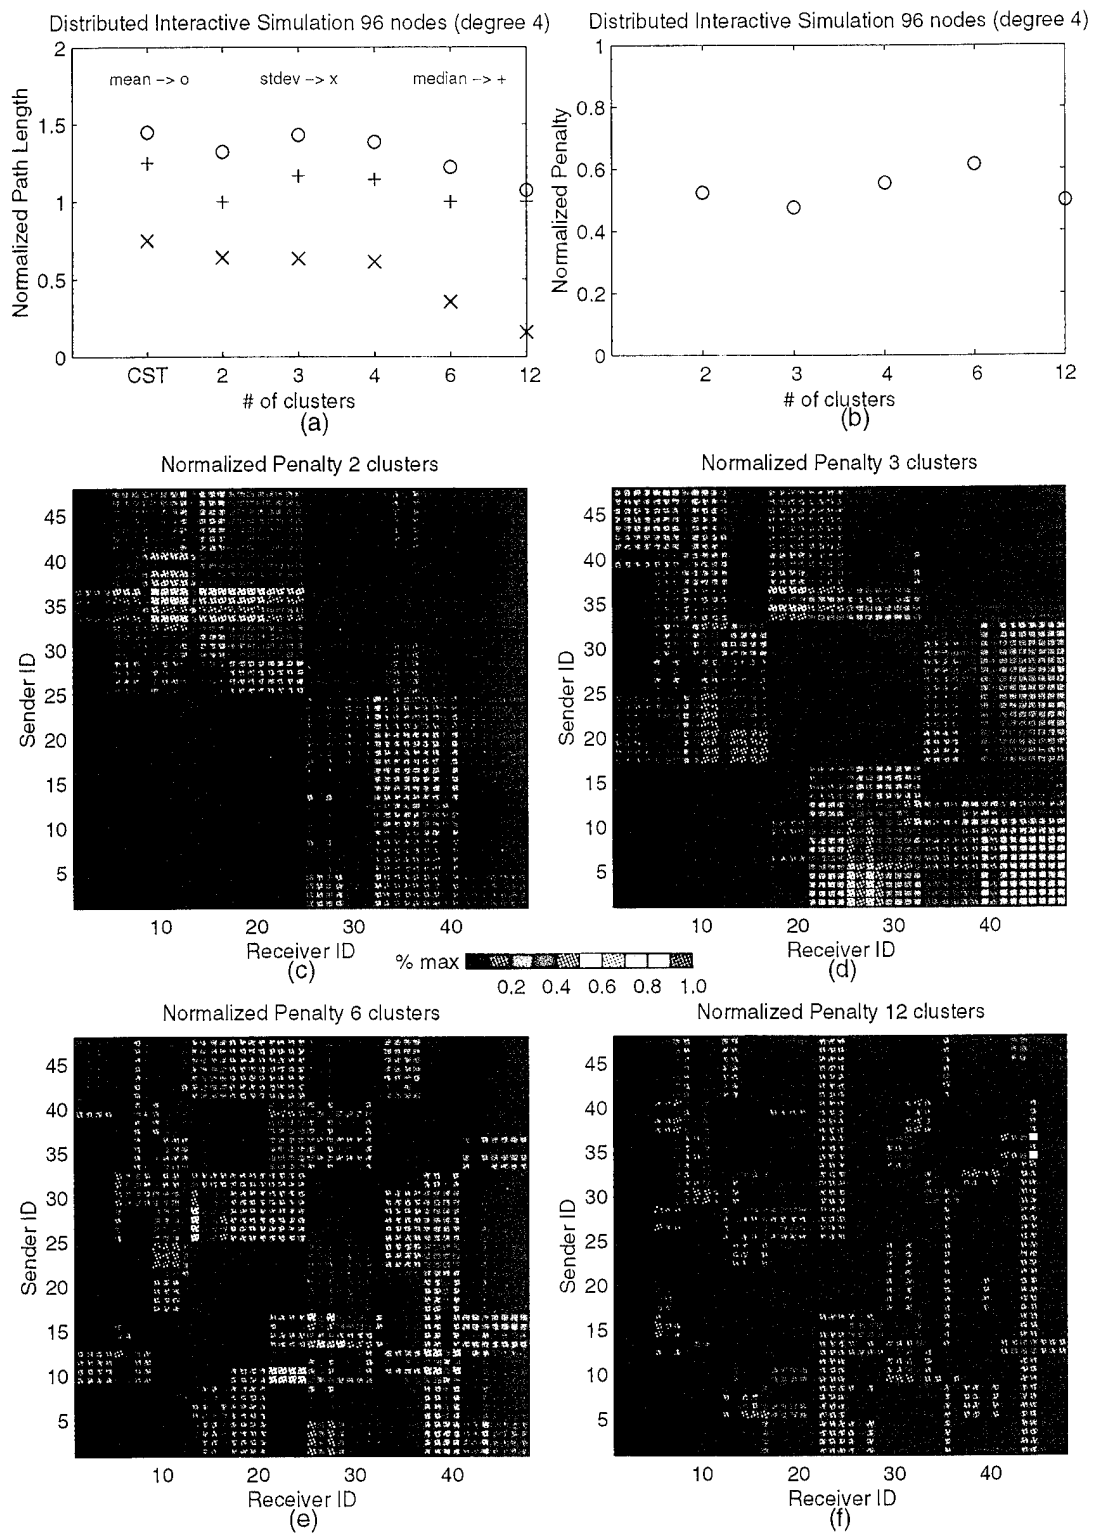 Distributed Interactive Simulation 96 nodes (degree 4)
2
1.5
1
0.5
0
mean –> o
stdev –> x
median –> +
Normalized Path Length
CST
2
3
4
6
12
# of clusters
(a)
Distributed Interactive Simulation 96 nodes (degree 4)
1
0.8
0.6
0.4
0.2
0
Normalized Penalty
2
3
4
6
12
# of clusters
(b)
Normalized Penalty 2 clusters
45
40
35
30
25
20
15
10
5
Sender ID
10
20
30
40
Receiver ID
(c)
Normalized Penalty 3 clusters
45
40
35
30
25
20
15
10
5
Sender ID
10
20
30
40
Receiver ID
(d)
% max
0.2 0.4 0.6 0.8 1.0
Normalized Penalty 6 clusters
45
40
35
30
25
20
15
10
5
Sender ID
10
20
30
40
Receiver ID
(e)
Normalized Penalty 12 clusters
45
40
35
30
25
20
15
10
5
Sender ID
10
20
30
40
Receiver ID
(f)